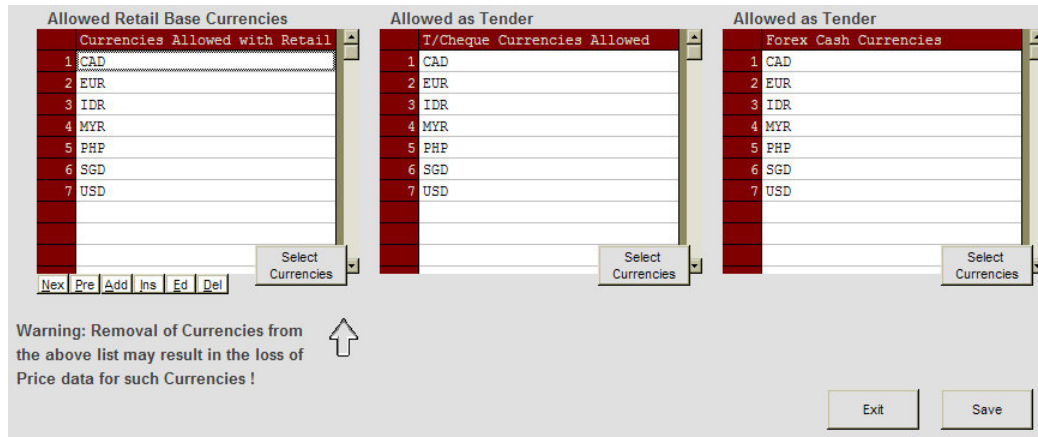 Allowed Retail Base Currencies
Currencies Allowed with Retail
1 CAD
2 EUR
3 IDR
4 MYR
5 PHP
6 SGD
7 USD
Select
Currencies
Nex Pre Add Ins Ed Del
Allowed as Tender
T/Cheque Currencies Allowed
1 CAD
2 EUR
3 IDR
4 MYR
5 PHP
6 SGD
7 USD
Select
Currencies
Allowed as Tender
Forex Cash Currencies
1 CAD
2 EUR
3 IDR
4 MYR
5 PHP
6 SGD
7 USD
Select
Currencies
Warning: Removal of Currencies from
the above list may result in the loss of
Price data for such Currencies !
Exit
Save